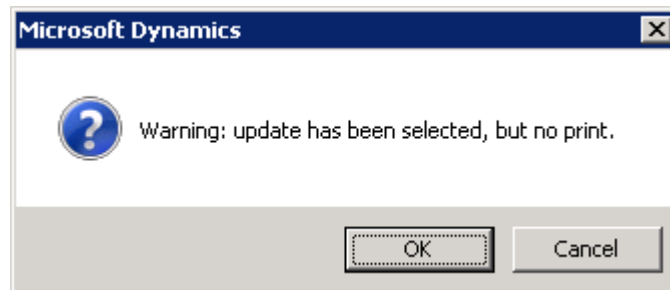 Microsoft Dynamics
Warning: update has been selected, but no print.
OK
Cancel